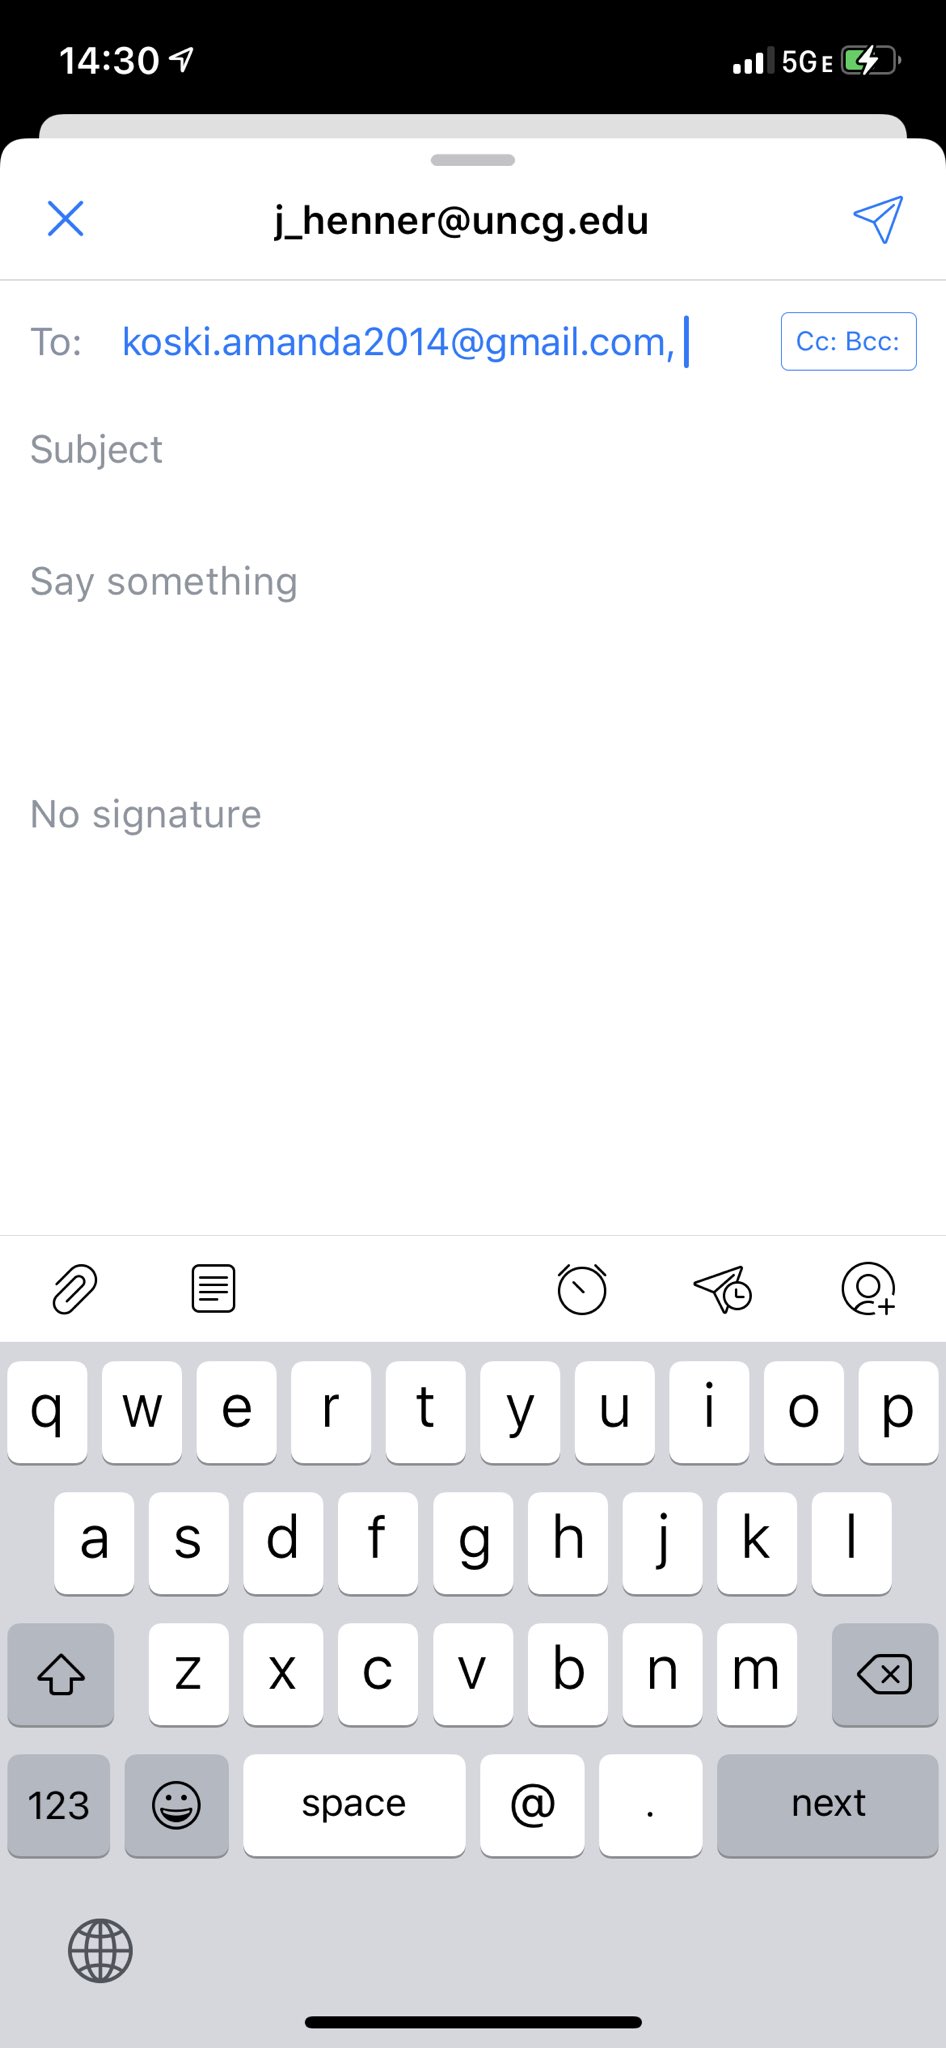 14:30 5GE
j_henner@uncg.edu
To: koski.amanda2014@gmail.com, Cc: Bcc:
Subject
Say something
No signature
q w e r t y u i o p
a s d f g h j k l
z x c v b n m
123 space @ . next